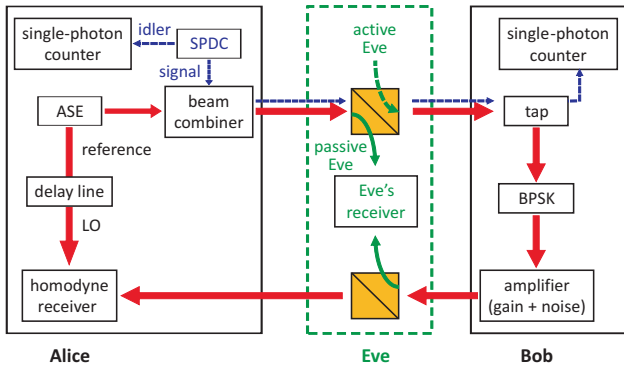 single-photon
counter
idler
SPDC
signal
ASE
beam
combiner
reference
delay line
LO
homodyne
receiver
Alice
active
Eve
passive
Eve
Eve's
receiver
Eve
single-photon
counter
tap
BPSK
amplifier
(gain + noise)
Bob